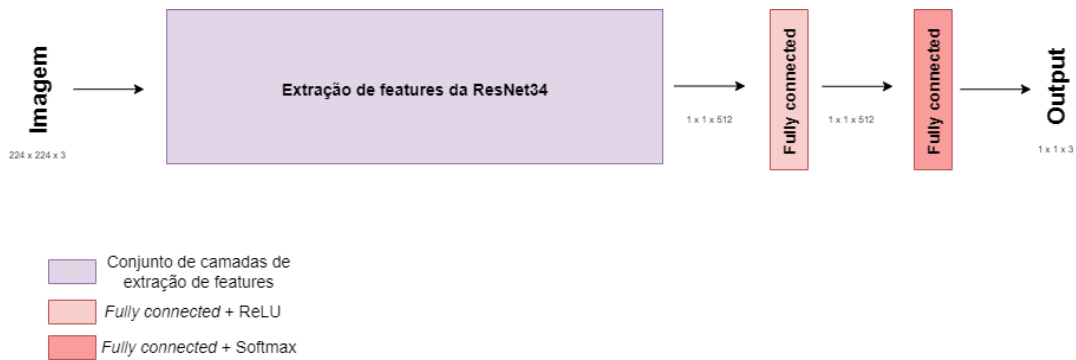 Imagem
224 x 224 x 3
Extração de features da ResNet34
1 x 1 x 512
Fully connected
1 x 1 x 512
Fully connected
Output
1 x 1 x 3
Conjunto de camadas de
extração de features
Fully connected + ReLU
Fully connected + Softmax